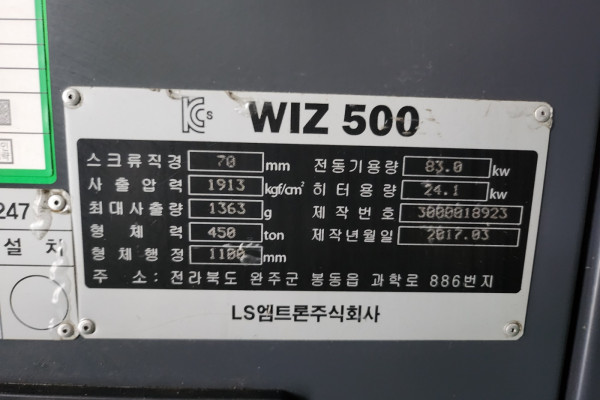 KCs WIZ 500
스크류직경 70 mm 전동기용량 83.0 kw
사출압력 1913 kgf/cm² 히터용량 24.1 kw
최대사출량 1363 g 제작번호 3000018923
형체력 450 ton 제작년월일 2017.03
형체행정 1100 mm
주소: 전라북도 완주군 봉동읍 과학로 886번지
LS엠트론주식회사
247
설치